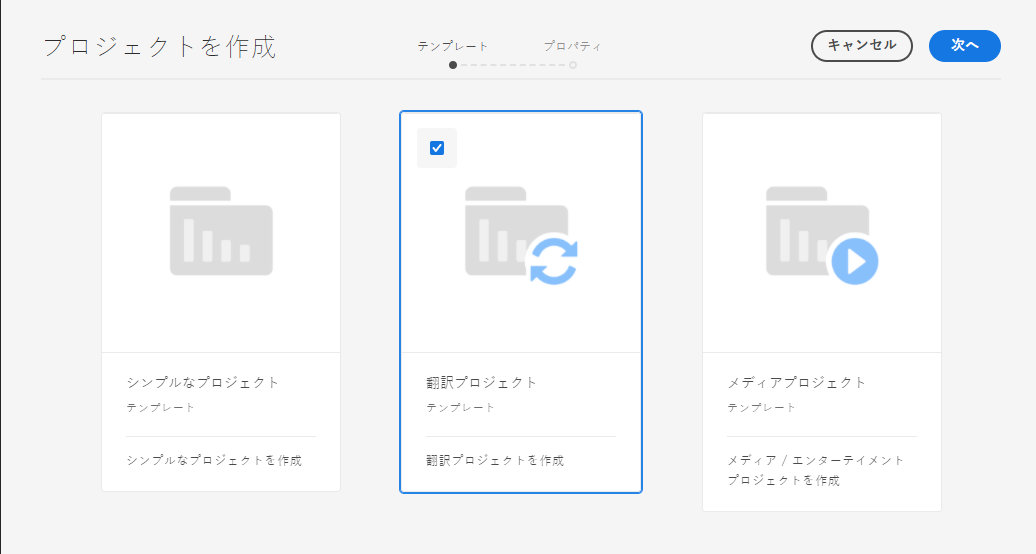 プロジェクトを作成
テンプレート
プロパティ
キャンセル
次へ
シンプルなプロジェクト
テンプレート
シンプルなプロジェクトを作成
翻訳プロジェクト
テンプレート
翻訳プロジェクトを作成
メディアプロジェクト
テンプレート
メディア / エンターテイメント
プロジェクトを作成